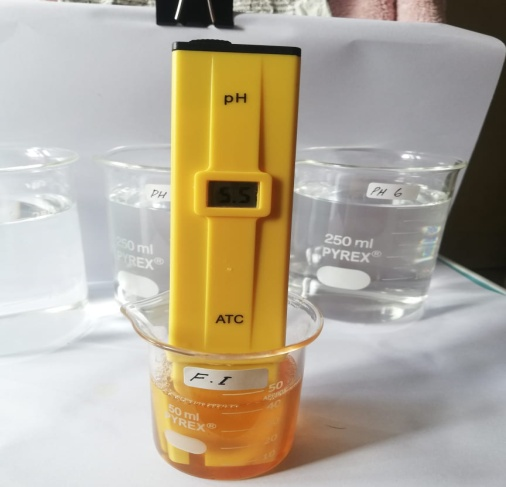 pH
5.5
ATC
PH
250 ml
PYREX®
PH 6
250 ml
PYREX®
F.I
50
40
50 ml
PYREX®